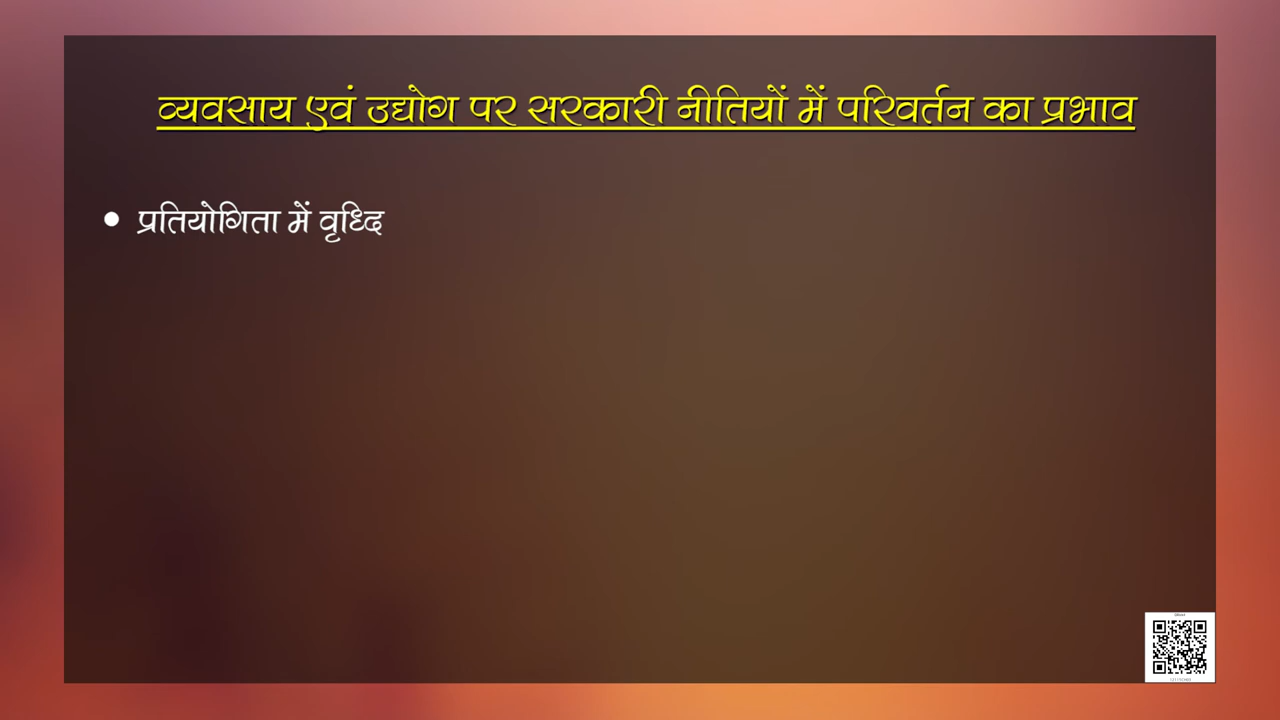 व्यवसाय एवं उद्योग पर सरकारी नीतियों में परिवर्तन का प्रभाव
• प्रतियोगिता में वृध्दि